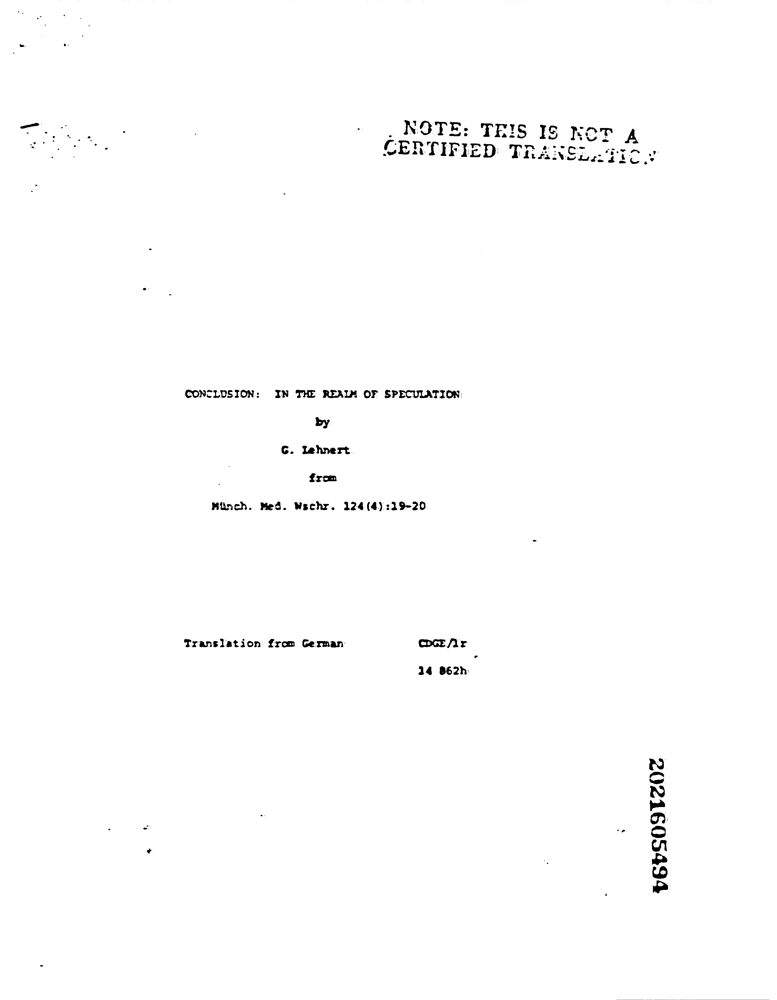 NOTE: THIS IS NOT A
CERTIFIED TRANSLATION
CONCLUSION: IN THE REALM OF SPECULATION
by
G. Lehnert
from
Münch. Med. Wschr. 124(4):19-20
Translation from German CDGE/lr
14 862h
2021605494